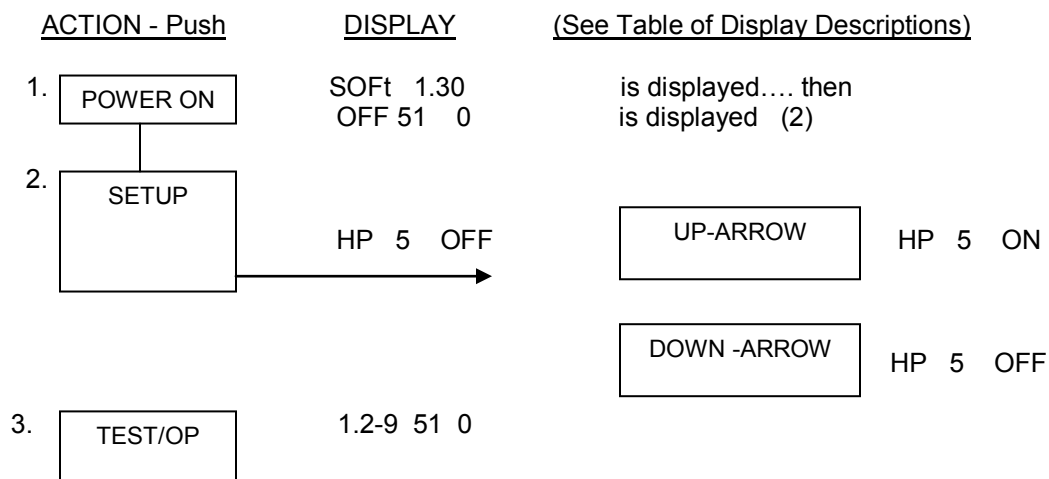 ACTION - Push DISPLAY (See Table of Display Descriptions)
1. POWER ON SOFt 1.30 is displayed…. then
OFF 51 0 is displayed (2)
2. SETUP
HP 5 OFF UP-ARROW HP 5 ON
DOWN -ARROW HP 5 OFF
3. TEST/OP 1.2-9 51 0